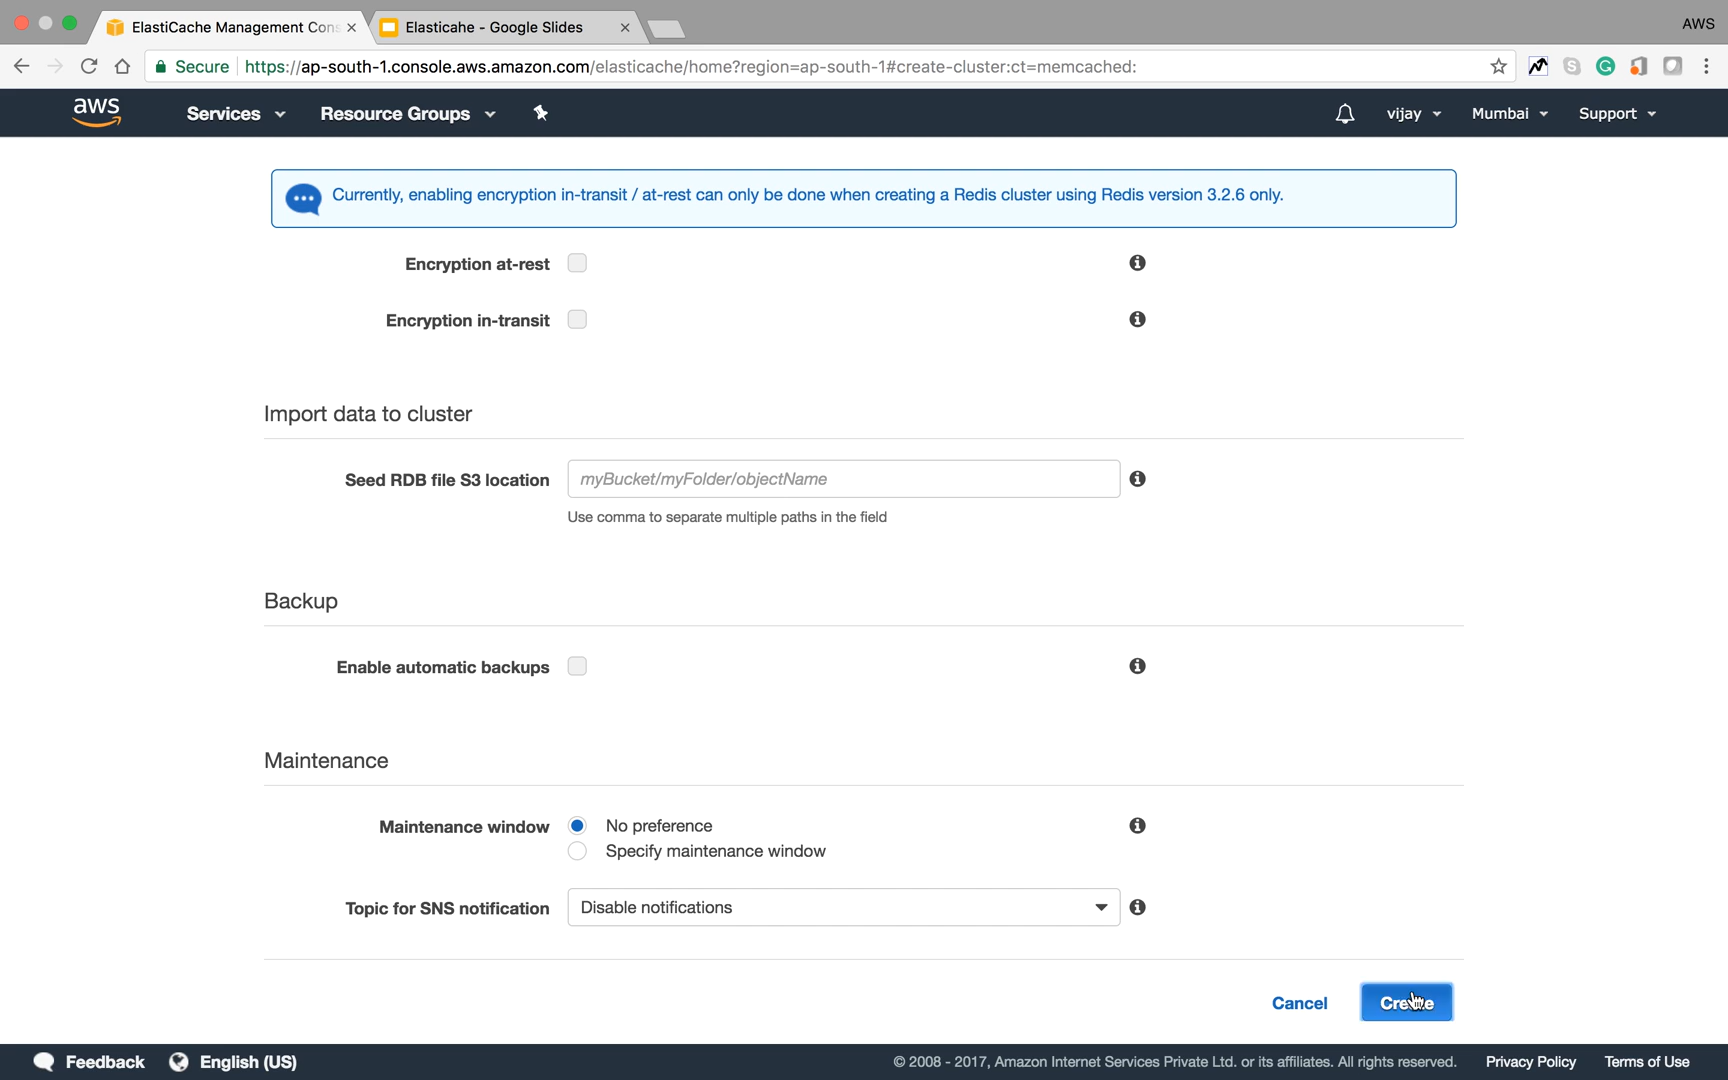 ElastiCache Management Cons
Elasticahe - Google Slides
AWS
Secure https://ap-south-1.console.aws.amazon.com/elasticache/home?region=ap-south-1#create-cluster:ct=memcached:
aws Services Resource Groups vijay Mumbai Support
Currently, enabling encryption in-transit / at-rest can only be done when creating a Redis cluster using Redis version 3.2.6 only.
Encryption at-rest
Encryption in-transit
Import data to cluster
Seed RDB file S3 location myBucket/myFolder/objectName
Use comma to separate multiple paths in the field
Backup
Enable automatic backups
Maintenance
Maintenance window No preference
Specify maintenance window
Topic for SNS notification Disable notifications
Cancel Create
Feedback English (US) © 2008 - 2017, Amazon Internet Services Private Ltd. or its affiliates. All rights reserved. Privacy Policy Terms of Use